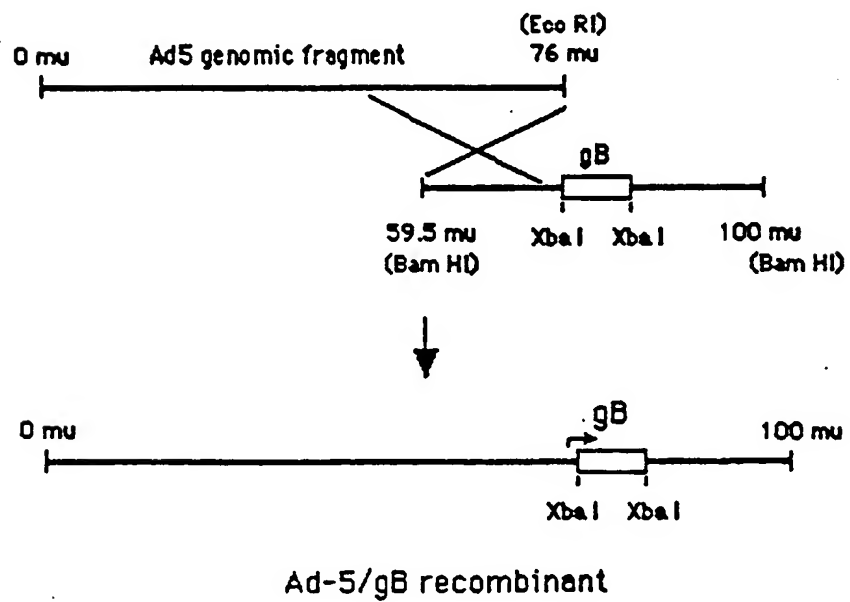 (Eco RI)
0 mu Ad5 genomic fragment 76 mu
gB
59.5 mu XbaI XbaI 100 mu
(Bam HI) (Bam HI)
gB
0 mu 100 mu
XbaI XbaI
Ad-5/gB recombinant